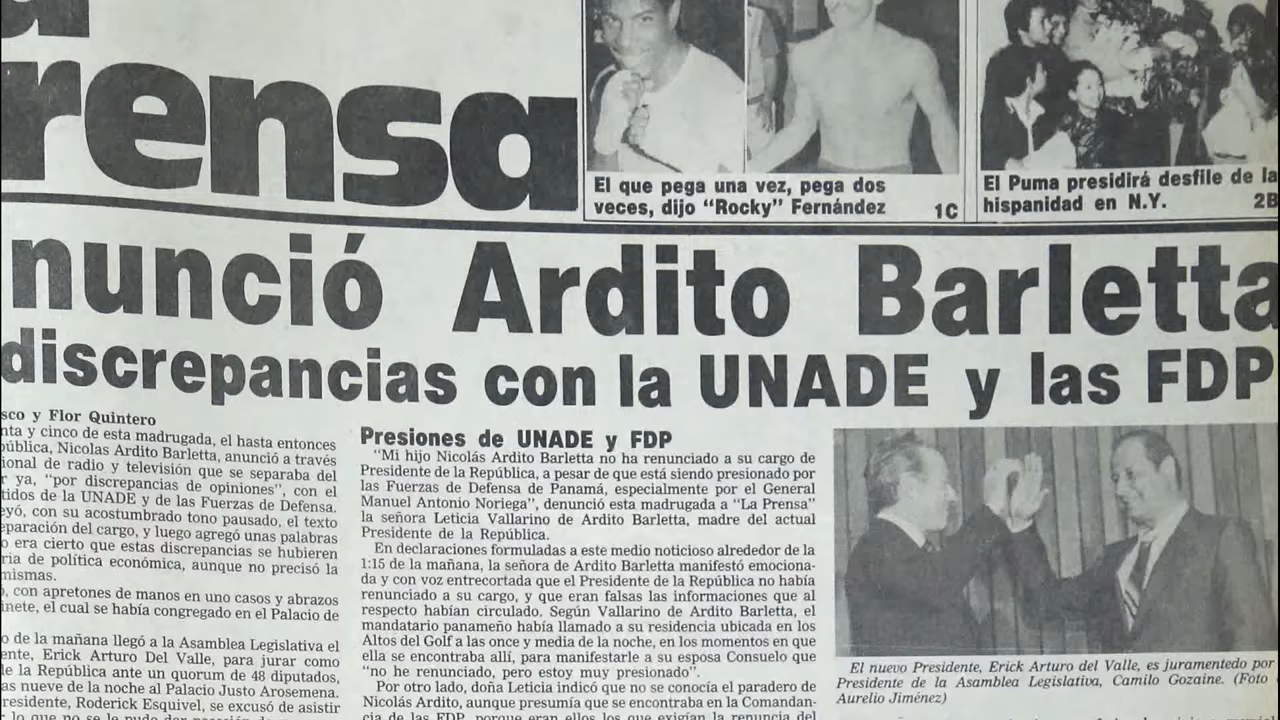 rensa
El que pega una vez, pega dos
veces, dijo "Rocky" Fernández 1C
El Puma presidirá desfile de la
hispanidad en N.Y. 2B
nunció Ardito Barletta
discrepancias con la UNADE y las FDP
sco y Flor Quintero
nta y cinco de esta madrugada, el hasta entonces
pública, Nicolas Ardito Barletta, anunció a través
ional de radio y televisión que se separaba del
r ya, "por discrepancias de opiniones", con el
tidos de la UNADE y de las Fuerzas de Defensa.
eyó, con su acostumbrado tono pausado, el texto
eparación del cargo, y luego agregó unas palabras
o era cierto que estas discrepancias se hubieren
ria de política económica, aunque no precisó la
mismas.
, con apretones de manos en uno casos y abrazos
inete, el cual se había congregado en el Palacio de
o de la mañana llegó a la Asamblea Legislativa el
ente, Erick Arturo Del Valle, para jurar como
le la República ante un quorum de 48 diputados,
as nueve de la noche al Palacio Justo Arosemena.
residente, Roderick Esquivel, se excusó de asistir
Presiones de UNADE y FDP
"Mi hijo Nicolás Ardito Barletta no ha renunciado a su cargo de
Presidente de la República, a pesar de que está siendo presionado por
las Fuerzas de Defensa de Panamá, especialmente por el General
Manuel Antonio Noriega", denunció esta madrugada a "La Prensa"
la señora Leticia Vallarino de Ardito Barletta, madre del actual
Presidente de la República.
En declaraciones formuladas a este medio noticioso alrededor de la
1:15 de la mañana, la señora de Ardito Barletta manifestó emociona-
da y con voz entrecortada que el Presidente de la República no había
renunciado a su cargo, y que eran falsas las informaciones que al
respecto habían circulado. Según Vallarino de Ardito Barletta, el
mandatario panameño había llamado a su residencia ubicada en los
Altos del Golf a las once y media de la noche, en los momentos en que
ella se encontraba allí, para manifestarle a su esposa Consuelo que
"no he renunciado, pero estoy muy presionado".
Por otro lado, doña Leticia indicó que no se conocía el paradero de
Nicolás Ardito, aunque presumía que se encontraba en la Comandan-
cia de las FDP, porque eran ellos los que exigían la renuncia del
El nuevo Presidente, Erick Arturo del Valle, es juramentado por
Presidente de la Asamblea Legislativa, Camilo Gozaine. (Foto
Aurelio Jiménez)